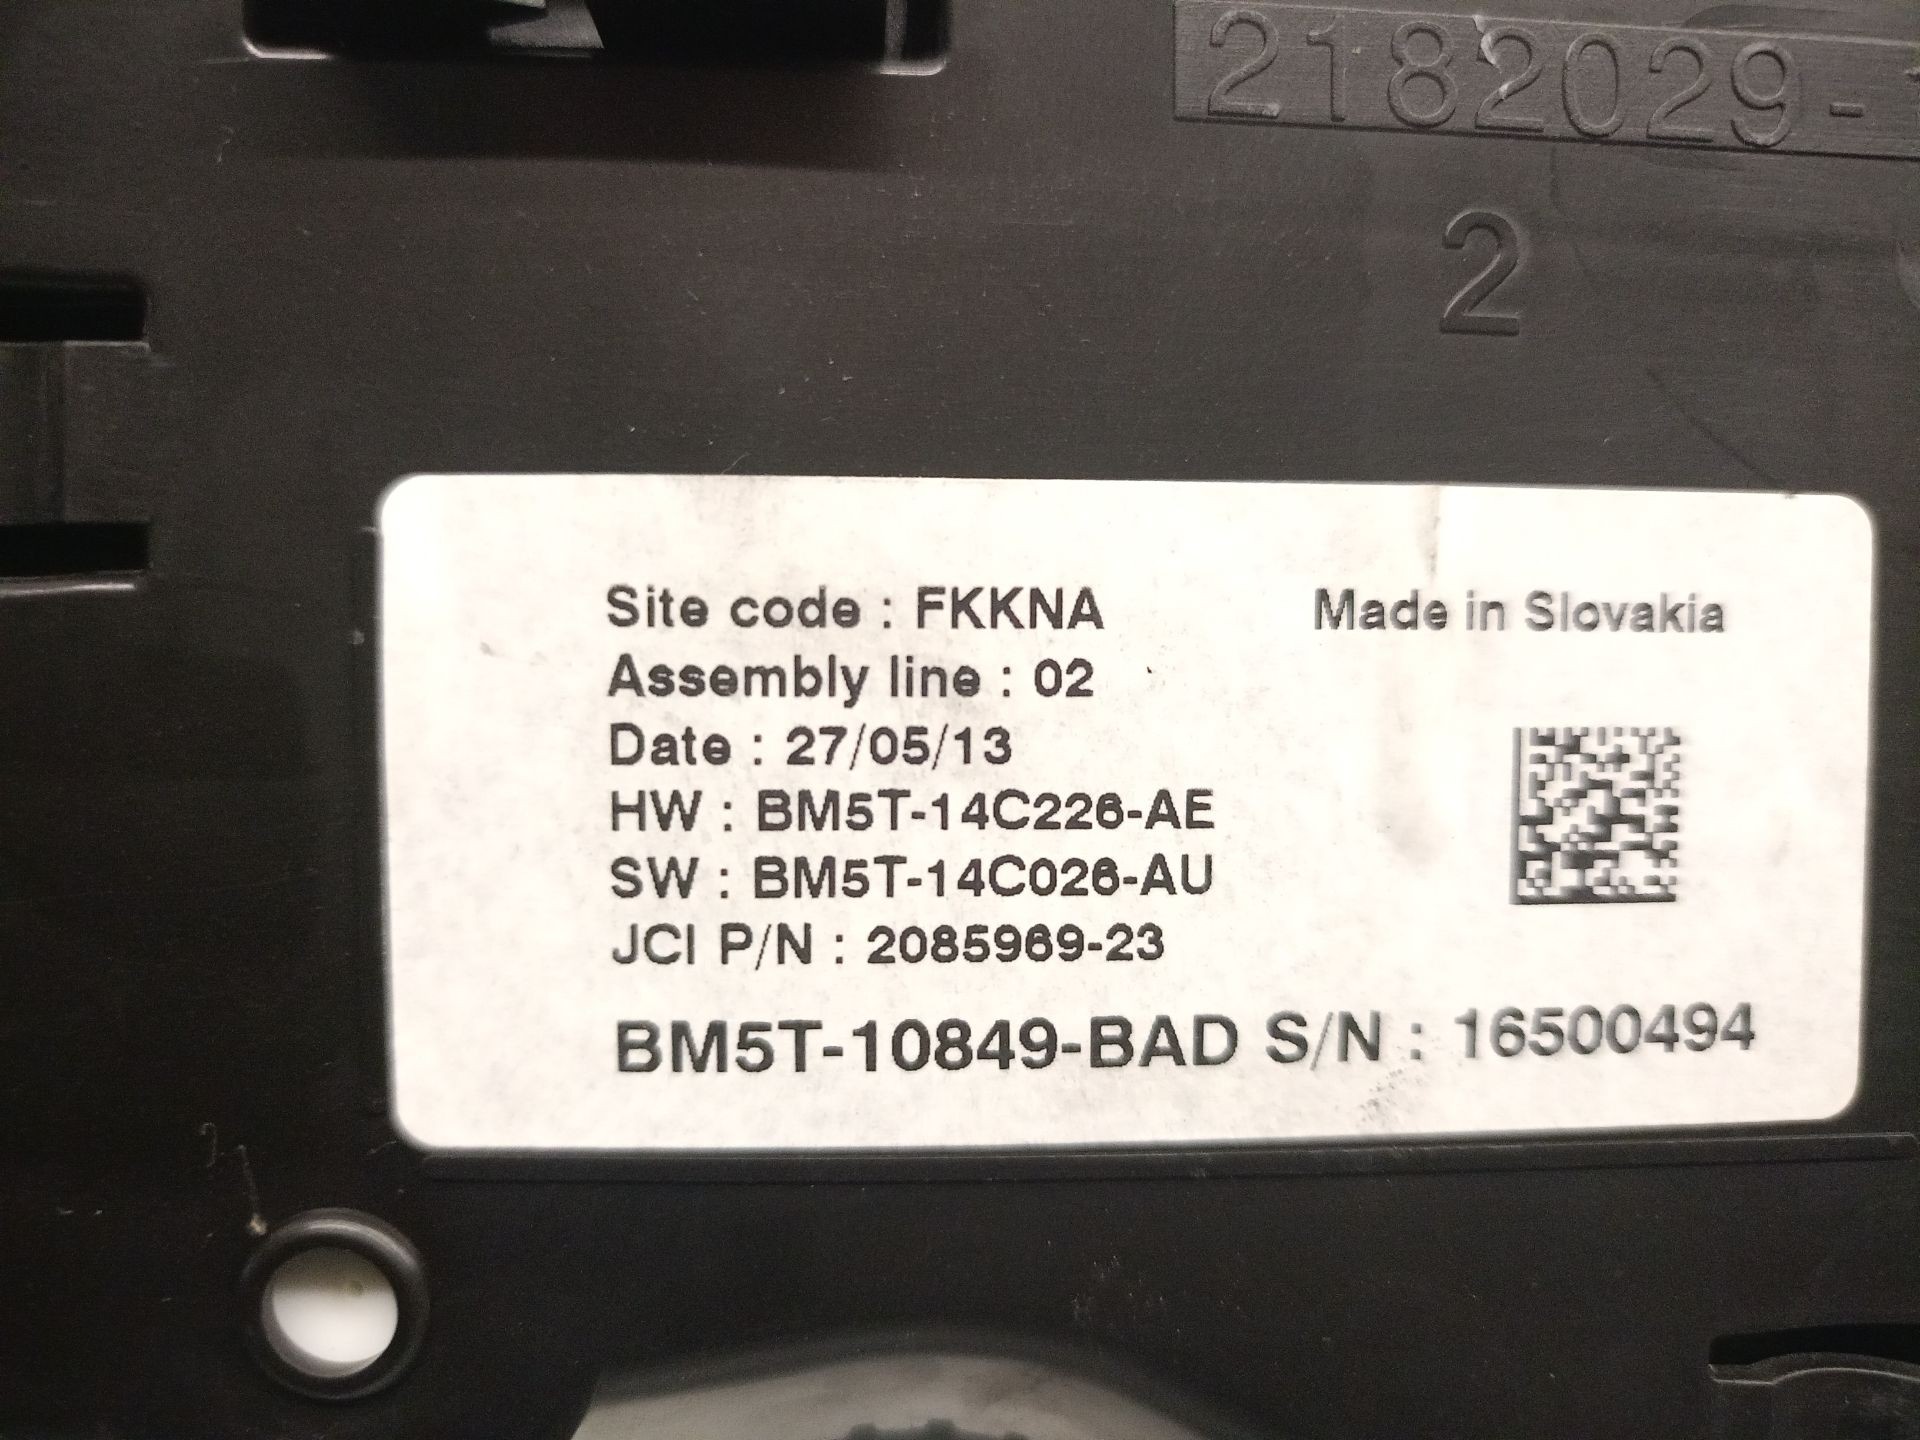 2182029-
2
Site code : FKKNA
Made in Slovakia
Assembly line : 02
Date : 27/05/13
HW : BM5T-14C226-AE
SW : BM5T-14C026-AU
JCI P/N : 2085969-23
BM5T-10849-BAD S/N : 16500494